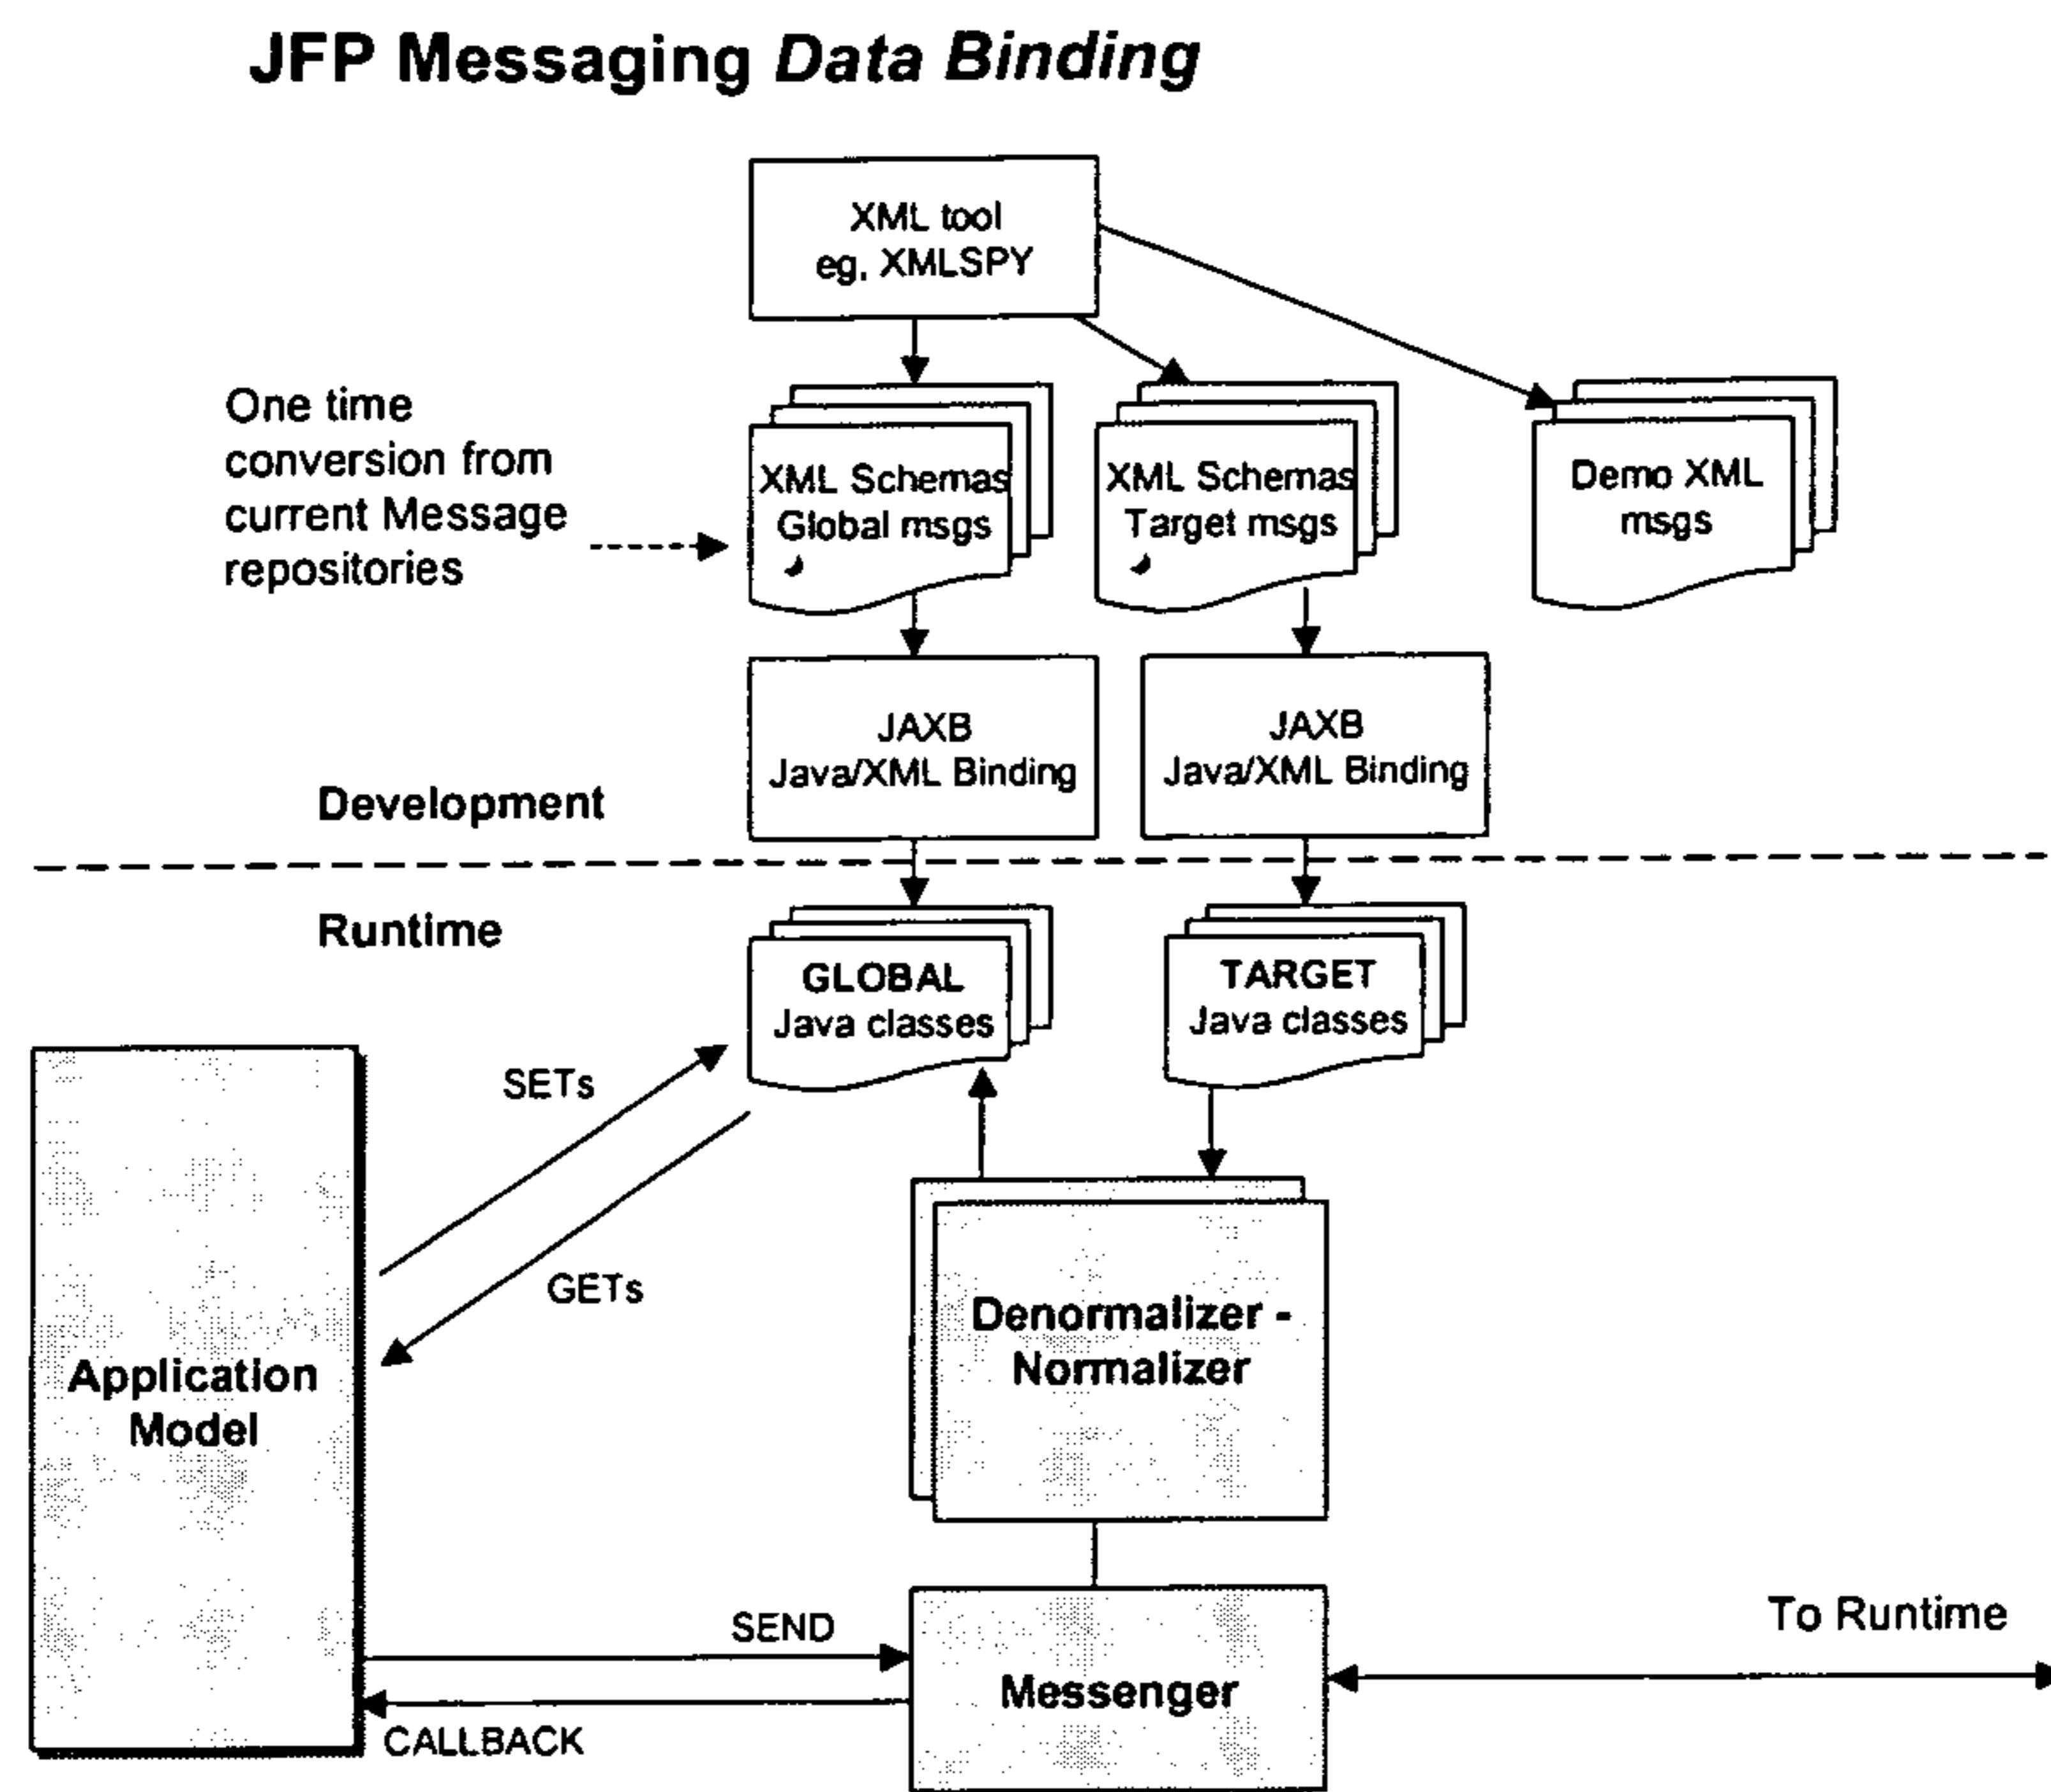 JFP Messaging Data Binding
XML tool
eg, XMLSPY
One time
conversion from
current Message
repositories
XML Schemas
Global msgs
XML Schemas
Target msgs
Demo XML
msgs
JAXB
Java/XML Binding
JAXB
Java/XML Binding
Development
Runtime
GLOBAL
Java classes
TARGET
Java classes
SETs
GETs
Application
Model
Denormalizer -
Normalizer
SEND
CALLBACK
Messenger
To Runtime